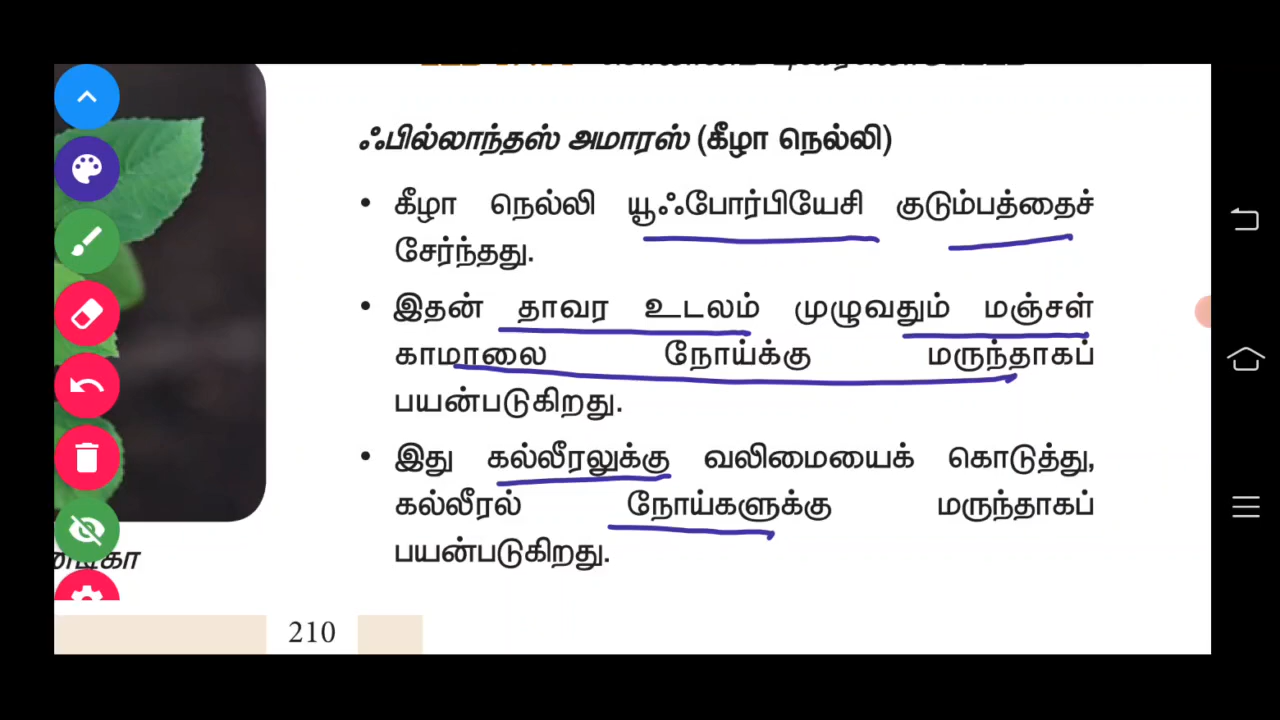 ஃபில்லாந்தஸ் அமாரஸ் (கீழா நெல்லி)
• கீழா நெல்லி யூஃபோர்பியேசி குடும்பத்தைச்
சேர்ந்தது.
• இதன் தாவர உடலம் முழுவதும் மஞ்சள்
காமாலை நோய்க்கு மருந்தாகப்
பயன்படுகிறது.
• இது கல்லீரலுக்கு வலிமையைக் கொடுத்து,
கல்லீரல் நோய்களுக்கு மருந்தாகப்
பயன்படுகிறது.
210